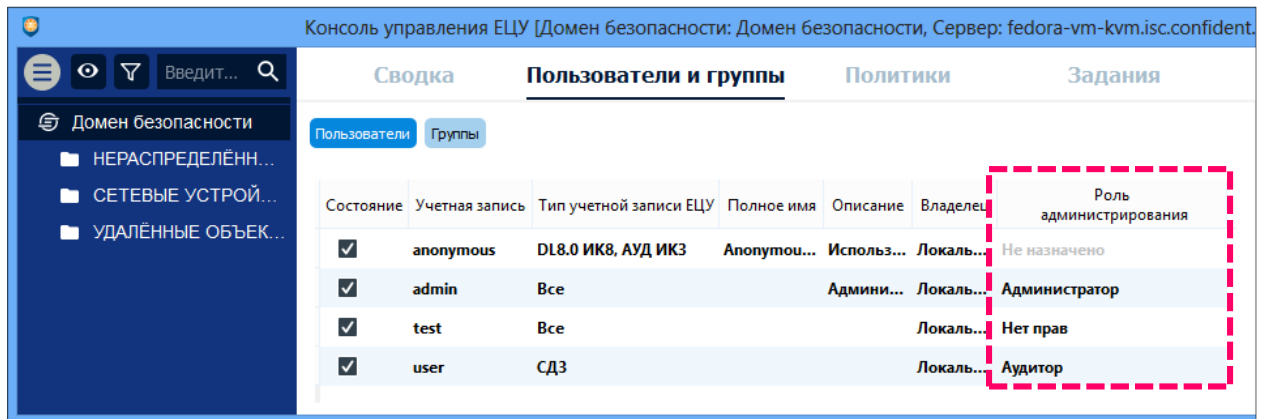 Консоль управления ЕЦУ [Домен безопасности: Домен безопасности, Сервер: fedora-vm-kvm.isc.confident.
Введит...
Сводка Пользователи и группы Политики Задания
Домен безопасности
Пользователи Группы
НЕРАСПРЕДЕЛЁНН...
СЕТЕВЫЕ УСТРОЙ...
УДАЛЁННЫЕ ОБЪЕК...
Состояние Учетная запись Тип учетной записи ЕЦУ Полное имя Описание Владелец Роль
администрирования
anonymous DL8.0 ИК8, АУД ИК3 Anonymou... Использ... Локаль... Не назначено
admin Все Админи... Локаль... Администратор
test Все Локаль... Нет прав
user СДЗ Локаль... Аудитор